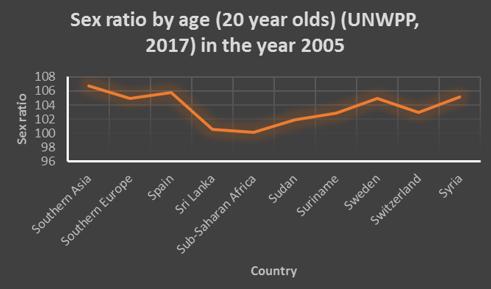 Sex ratio by age (20 year olds) (UNWPP,
2017) in the year 2005
Sex ratio
108
106
104
102
100
98
96
Southern Asia
Southern Europe
Spain
Sri Lanka
Sub-Saharan Africa
Sudan
Suriname
Sweden
Switzerland
Syria
Country